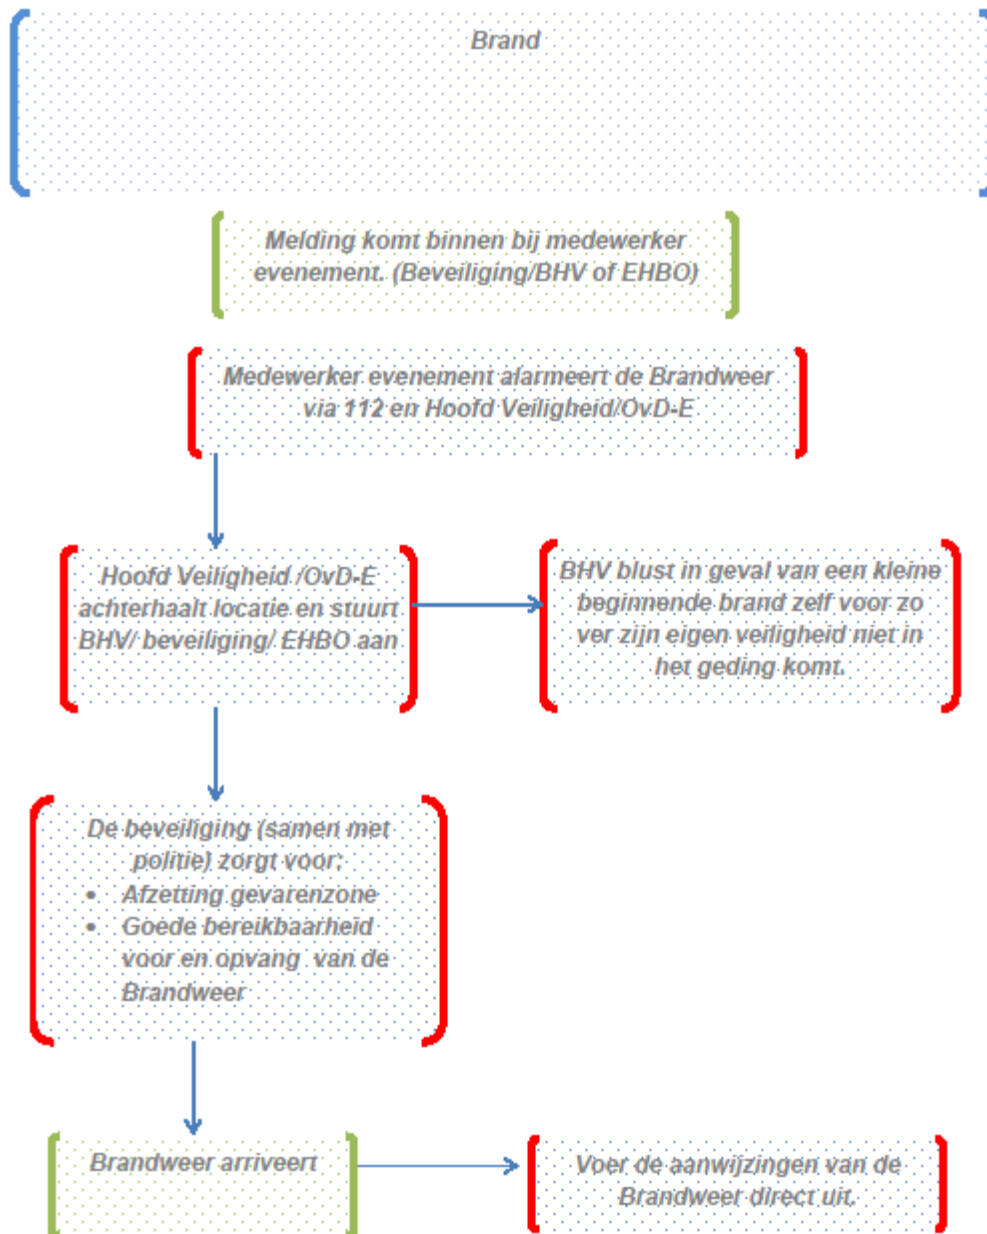 Brand
Melding komt binnen bij medewerker
evenement. (Beveiliging/BHV of EHBO)
Medewerker evenement alarmeert de Brandweer
via 112 en Hoofd Veiligheid/OvD-E
Hoofd Veiligheid /OvD-E
achterhaalt locatie en stuurt
BHV/ beveiliging/ EHBO aan
BHV blust in geval van een kleine
beginnende brand zelf voor zo
ver zijn eigen veiligheid niet in
het geding komt.
De beveiliging (samen met
politie) zorgt voor;
• Afzetting gevarenzone
• Goede bereikbaarheid
voor en opvang van de
Brandweer
Brandweer arriveert
Voer de aanwijzingen van de
Brandweer direct uit.